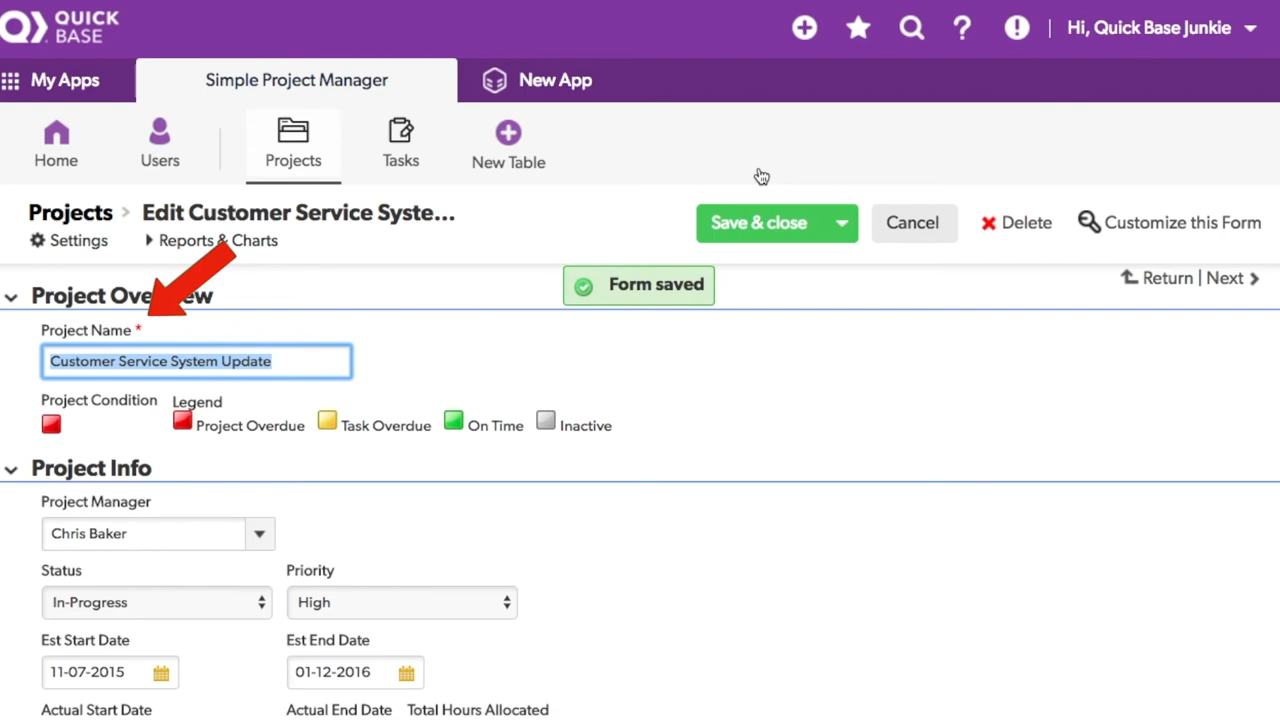 QUICK
BASE
Hi, Quick Base Junkie
My Apps
Simple Project Manager
New App
Home
Users
Projects
Tasks
New Table
Projects > Edit Customer Service Syste...
Settings
Reports & Charts
Save & close
Cancel
Delete
Customize this Form
Form saved
Return | Next
Project Overview
Project Name *
Customer Service System Update
Project Condition
Legend
Project Overdue
Task Overdue
On Time
Inactive
Project Info
Project Manager
Chris Baker
Status
Priority
In-Progress
High
Est Start Date
Est End Date
11-07-2015
01-12-2016
Actual Start Date
Actual End Date
Total Hours Allocated